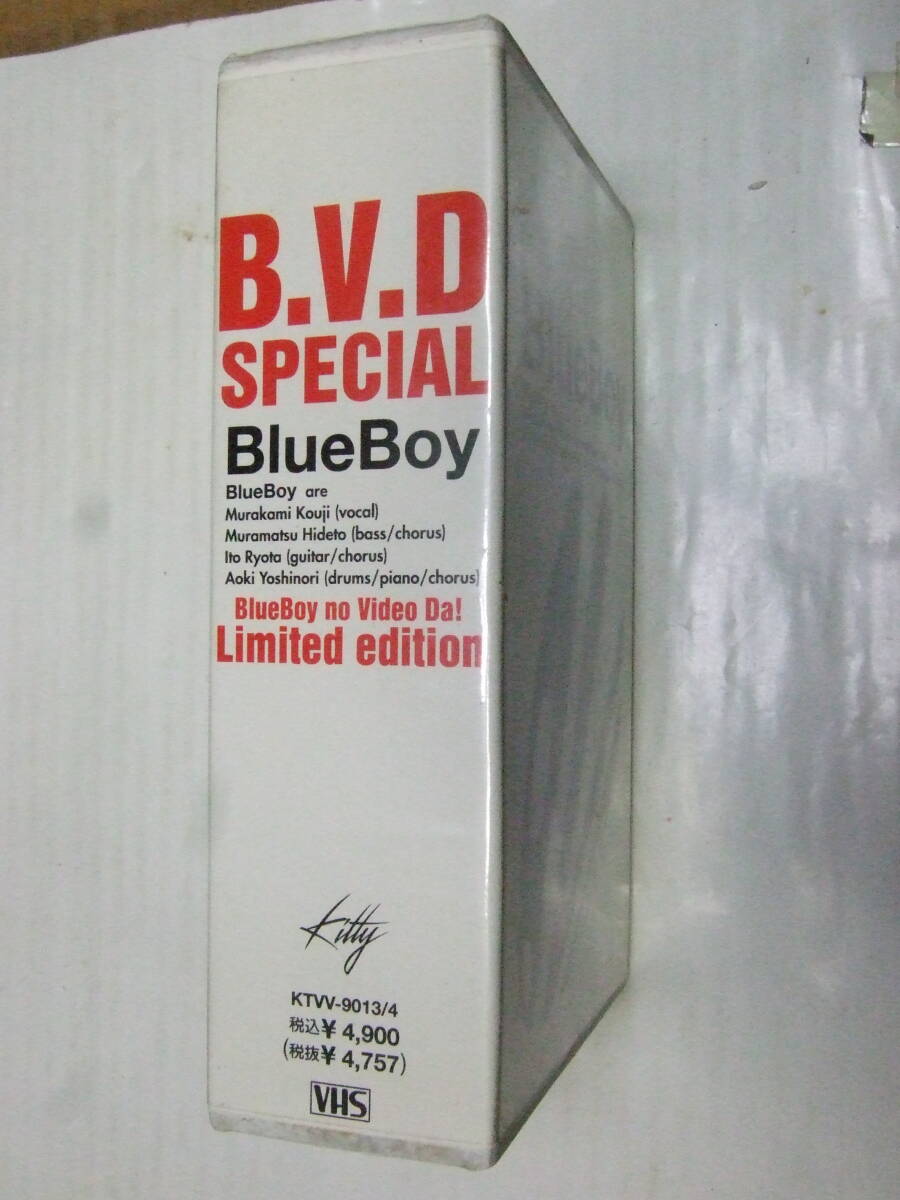 B.V.D
SPECIAL
BlueBoy
BlueBoy are
Murakami Kouji (vocal)
Muramatsu Hideto (bass/chorus)
Ito Ryota (guitar/chorus)
Aoki Yoshinori (drums/piano/chorus)
BlueBoy no Video Da!
Limited edition
Kitty
KTVV-9013/4
税込¥ 4,900
(税抜¥ 4,757)
VHS